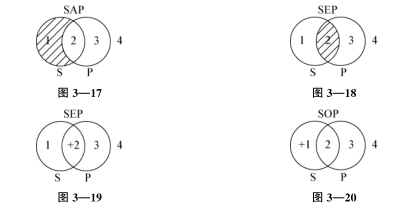 SAP
1 2 3 4
S P
图 3—17
SEP
1 2 3 4
S P
图 3—18
SEP
1 +2 3 4
S P
图 3—19
SOP
+1 2 3 4
S P
图 3—20